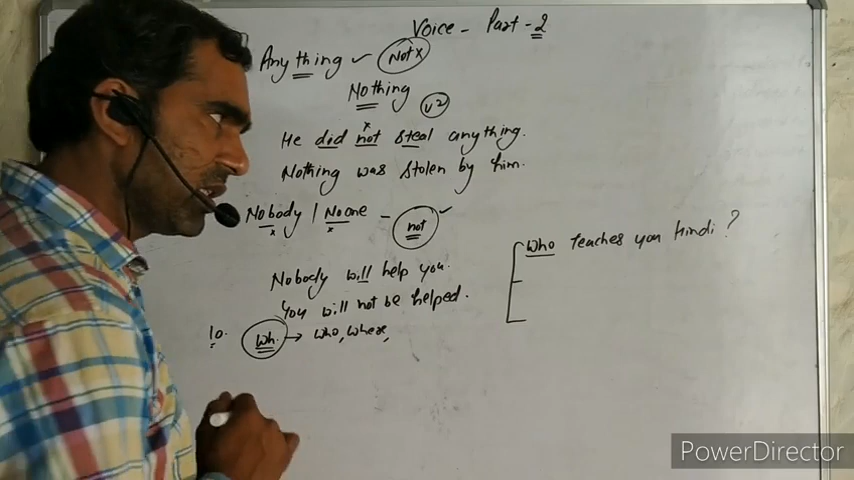 Voice - Part - 2
Anything ✓ Not x
Nothing
V2
x
He did not steal anything.
Nothing was stolen by him.
Nobody / No one - not ✓
x x
Nobody will help you.
You will not be helped.
10. Wh. → who, where,
Who teaches you Hindi ?
PowerDirector